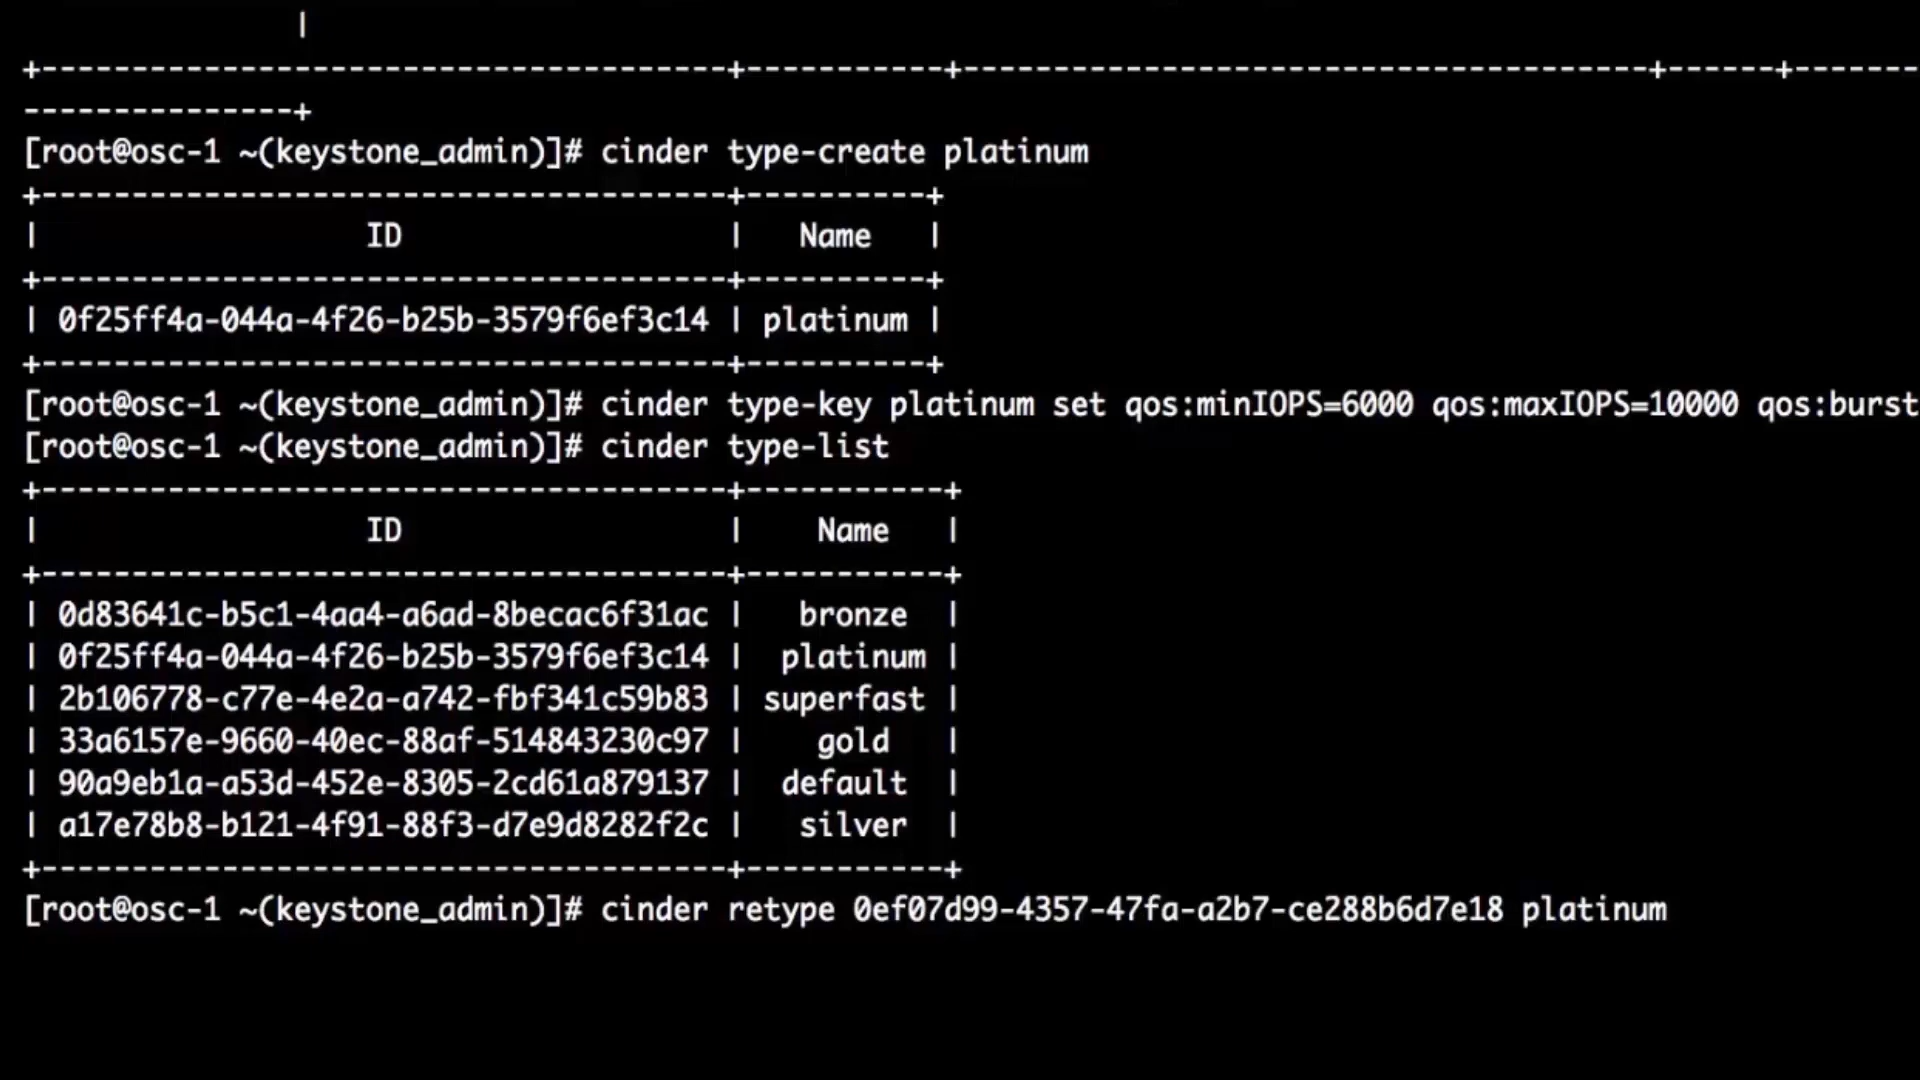 |
+--------------------------------------+-----------+--------------------------------------+------+-------
---------------+
[root@osc-1 ~(keystone_admin)]# cinder type-create platinum
+--------------------------------------+----------+
| ID | Name |
+--------------------------------------+----------+
| 0f25ff4a-044a-4f26-b25b-3579f6ef3c14 | platinum |
+--------------------------------------+----------+
[root@osc-1 ~(keystone_admin)]# cinder type-key platinum set qos:minIOPS=6000 qos:maxIOPS=10000 qos:burst
[root@osc-1 ~(keystone_admin)]# cinder type-list
+--------------------------------------+-----------+
| ID | Name |
+--------------------------------------+-----------+
| 0d83641c-b5c1-4aa4-a6ad-8becac6f31ac | bronze |
| 0f25ff4a-044a-4f26-b25b-3579f6ef3c14 | platinum |
| 2b106778-c77e-4e2a-a742-fbf341c59b83 | superfast |
| 33a6157e-9660-40ec-88af-514843230c97 | gold |
| 90a9eb1a-a53d-452e-8305-2cd61a879137 | default |
| a17e78b8-b121-4f91-88f3-d7e9d8282f2c | silver |
+--------------------------------------+-----------+
[root@osc-1 ~(keystone_admin)]# cinder retype 0ef07d99-4357-47fa-a2b7-ce288b6d7e18 platinum